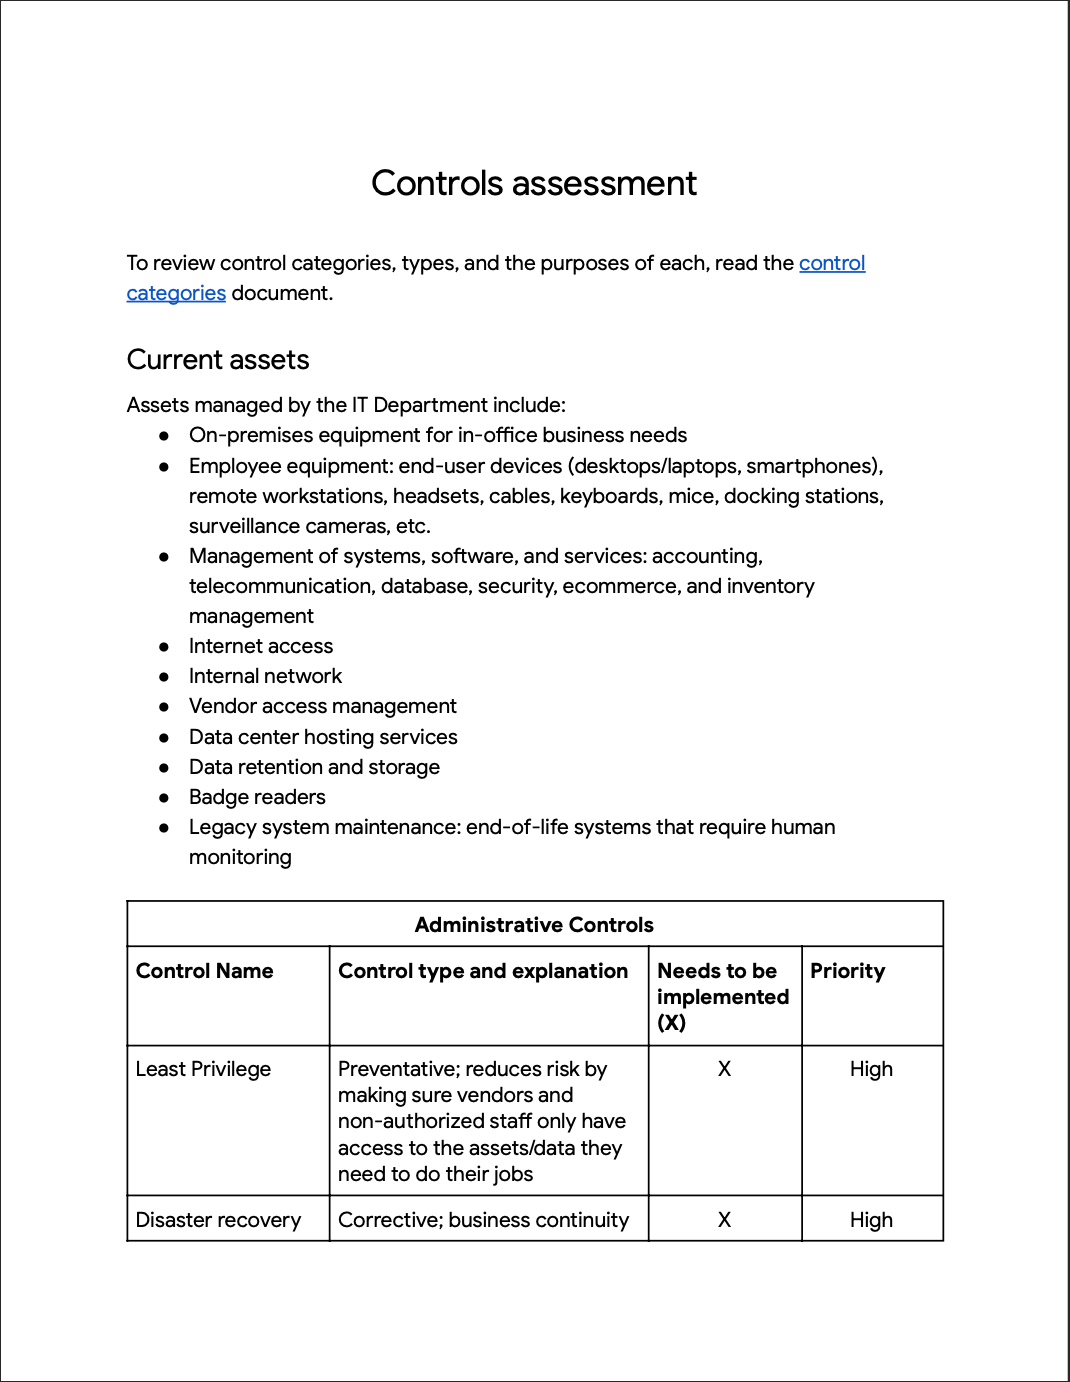 Controls assessment
To review control categories, types, and the purposes of each, read the control
categories document.
Current assets
Assets managed by the IT Department include:
● On-premises equipment for in-office business needs
● Employee equipment: end-user devices (desktops/laptops, smartphones),
remote workstations, headsets, cables, keyboards, mice, docking stations,
surveillance cameras, etc.
● Management of systems, software, and services: accounting,
telecommunication, database, security, ecommerce, and inventory
management
● Internet access
● Internal network
● Vendor access management
● Data center hosting services
● Data retention and storage
● Badge readers
● Legacy system maintenance: end-of-life systems that require human
monitoring
Administrative Controls
Control Name
Control type and explanation
Needs to be
implemented
(X)
Priority
Least Privilege
Preventative; reduces risk by
making sure vendors and
non-authorized staff only have
access to the assets/data they
need to do their jobs
X
High
Disaster recovery
Corrective; business continuity
X
High